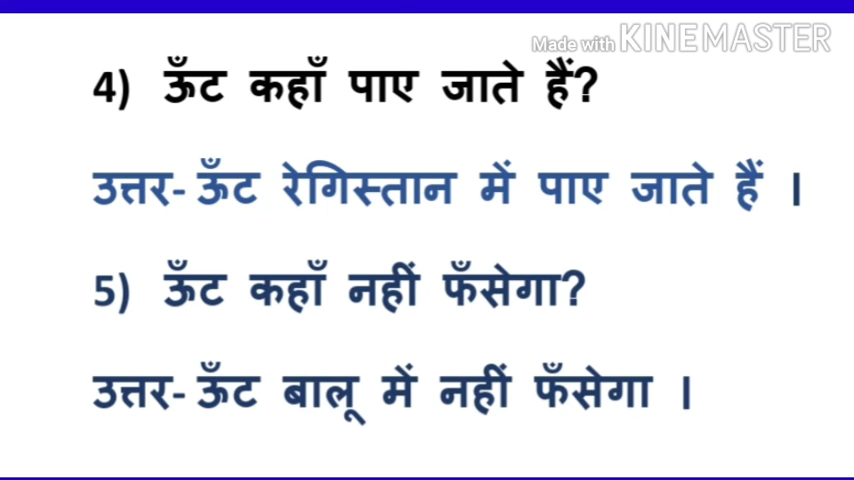 Made with KINEMASTER
4) ऊँट कहाँ पाए जाते हैं?
उत्तर- ऊँट रेगिस्तान में पाए जाते हैं ।
5) ऊँट कहाँ नहीं फँसेगा?
उत्तर- ऊँट बालू में नहीं फँसेगा ।